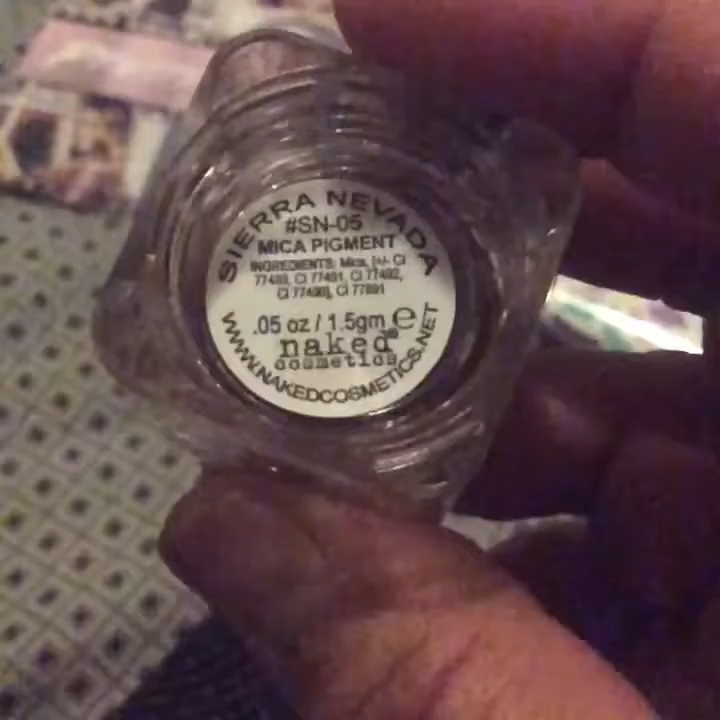 SIERRA NEVADA
#SN-05
MICA PIGMENT
INGREDIENTS: Mica, [+/- CI
77489, CI 77491, CI 77492,
CI 77499], CI 77891
.05 oz / 1.5gm e
naked®
cosmetics
WWW.NAKEDCOSMETICS.NET